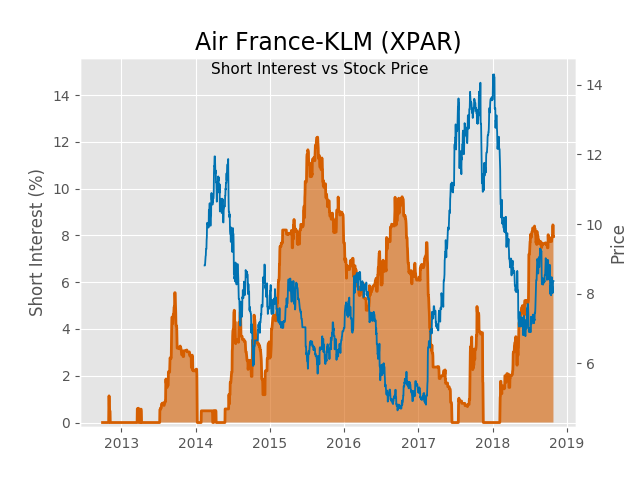 Air France-KLM (XPAR)
Short Interest vs Stock Price
Short Interest (%)
14
12
10
8
6
4
2
0
14
12
10
8
6
Price
2013 2014 2015 2016 2017 2018 2019